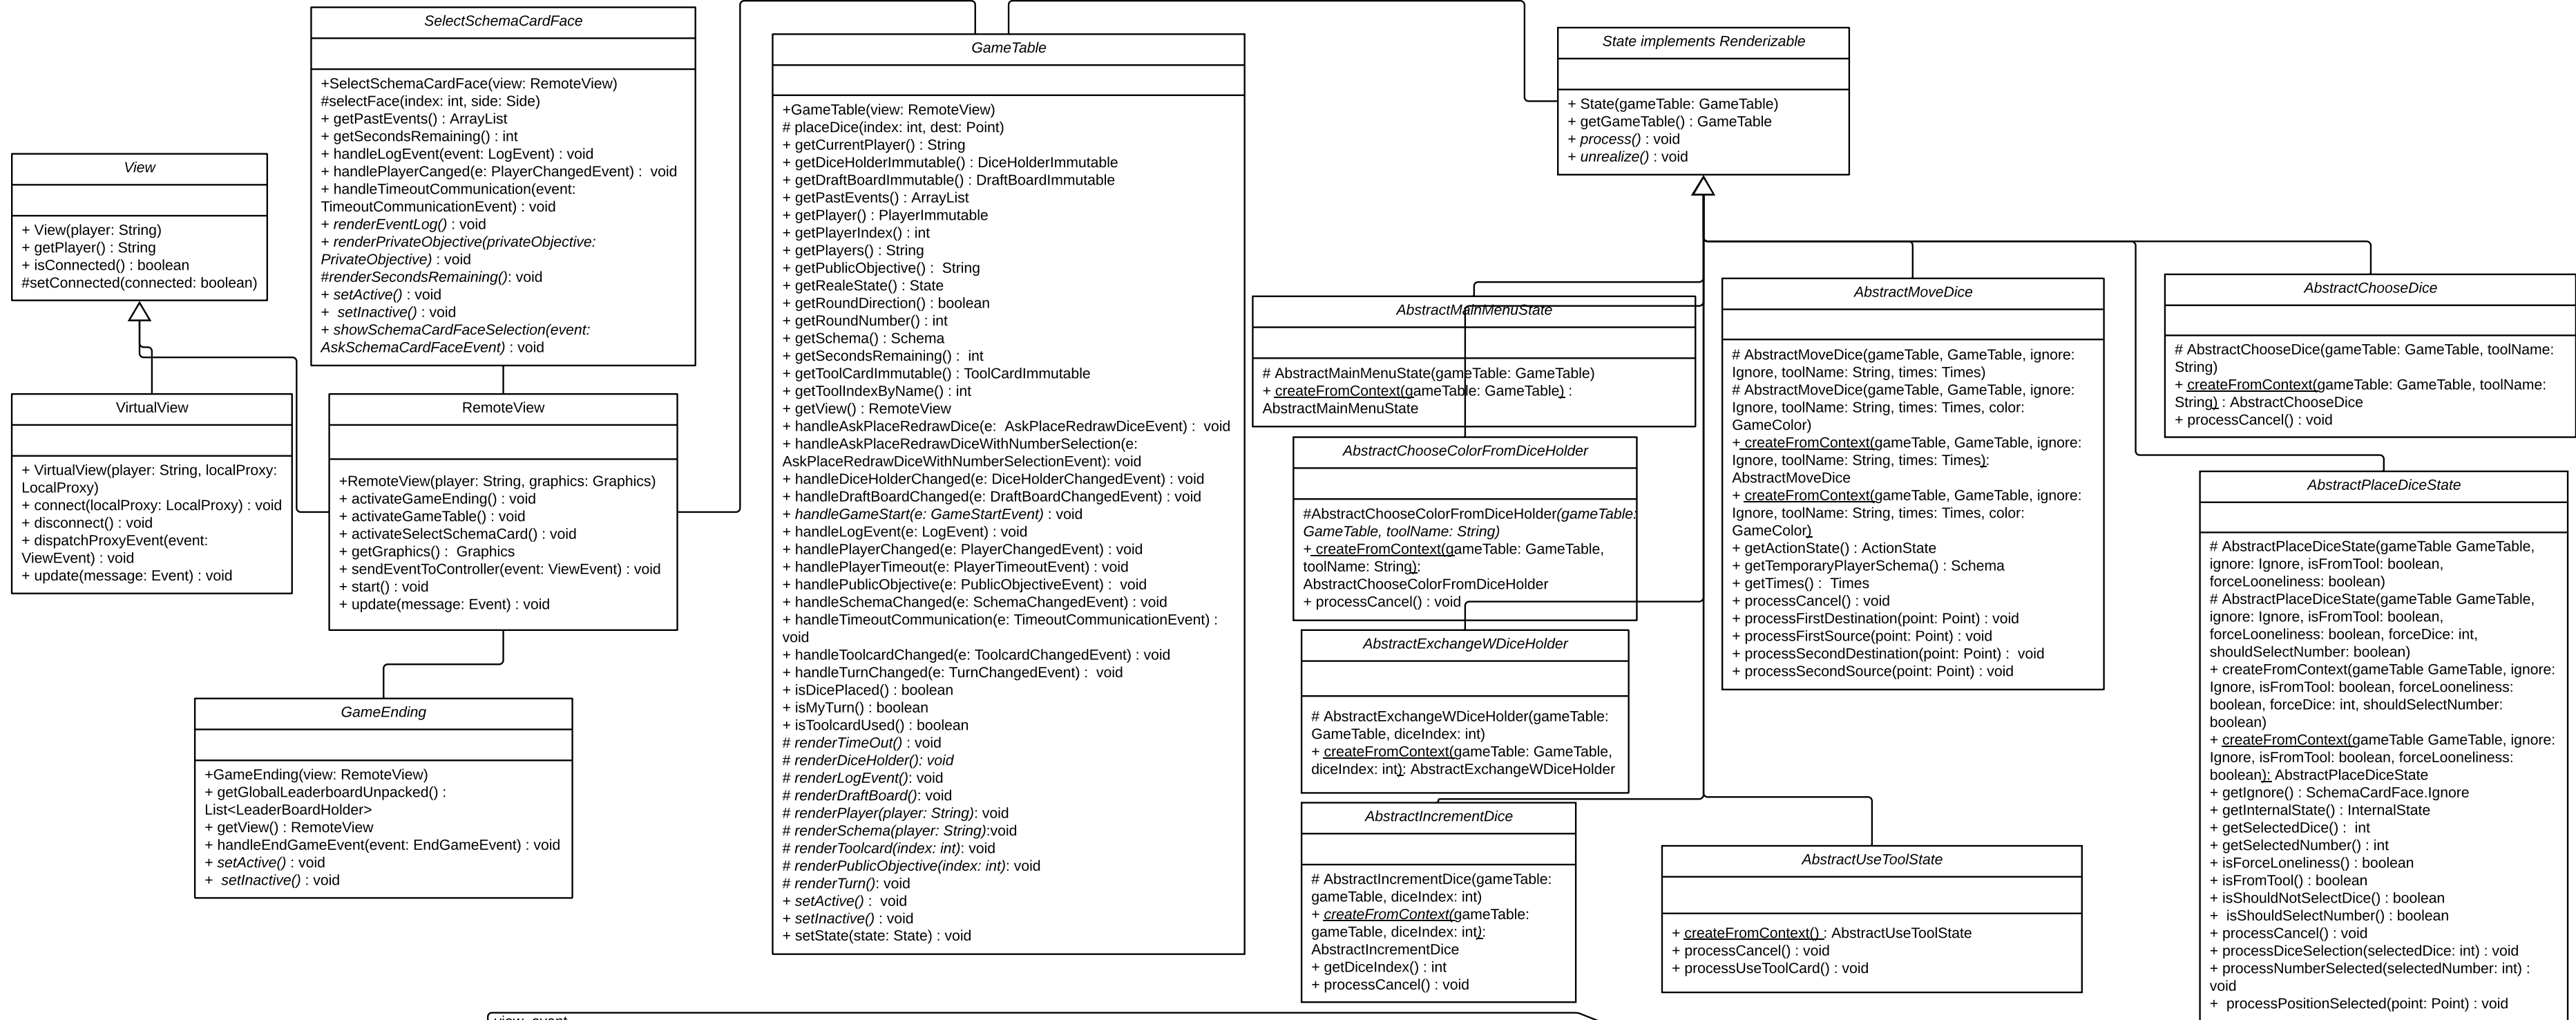 SelectSchemaCardFace
+SelectSchemaCardFace(view: RemoteView)
#selectFace(index: int, side: Side)
+ getPastEvents() : ArrayList
+ getSecondsRemaining() : int
+ handleLogEvent(event: LogEvent) : void
+ handlePlayerCanged(e: PlayerChangedEvent) :  void
+ handleTimeoutCommunication(event:
TimeoutCommunicationEvent) : void
+ renderEventLog() : void
+ renderPrivateObjective(privateObjective:
PrivateObjective) : void
#renderSecondsRemaining(): void
+ setActive() : void
+  setInactive() : void
+ showSchemaCardFaceSelection(event:
AskSchemaCardFaceEvent) : void
View
+ View(player: String)
+ getPlayer() : String
+ isConnected() : boolean
#setConnected(connected: boolean)
VirtualView
+ VirtualView(player: String, localProxy:
LocalProxy)
+ connect(localProxy: LocalProxy) : void
+ disconnect() : void
+ dispatchProxyEvent(event:
ViewEvent) : void
+ update(message: Event) : void
RemoteView
+RemoteView(player: String, graphics: Graphics)
+ activateGameEnding() : void
+ activateGameTable() : void
+ activateSelectSchemaCard() : void
+ getGraphics() :  Graphics
+ sendEventToController(event: ViewEvent) : void
+ start() : void
+ update(message: Event) : void
GameEnding
+GameEnding(view: RemoteView)
+ getGlobalLeaderboardUnpacked() :
List<LeaderBoardHolder>
+ getView() : RemoteView
+ handleEndGameEvent(event: EndGameEvent) : void
+ setActive() : void
+  setInactive() : void
GameTable
+GameTable(view: RemoteView)
# placeDice(index: int, dest: Point)
+ getCurrentPlayer() : String
+ getDiceHolderImmutable() : DiceHolderImmutable
+ getDraftBoardImmutable() : DraftBoardImmutable
+ getPastEvents() : ArrayList
+ getPlayer() : PlayerImmutable
+ getPlayerIndex() : int
+ getPlayers() : String
+ getPublicObjective() :  String
+ getRealeState() : State
+ getRoundDirection() : boolean
+ getRoundNumber() : int
+ getSchema() : Schema
+ getSecondsRemaining() :  int
+ getToolCardImmutable() : ToolCardImmutable
+ getToolIndexByName() : int
+ getView() : RemoteView
+ handleAskPlaceRedrawDice(e:  AskPlaceRedrawDiceEvent) :  void
+ handleAskPlaceRedrawDiceWithNumberSelection(e:
AskPlaceRedrawDiceWithNumberSelectionEvent): void
+ handleDiceHolderChanged(e: DiceHolderChangedEvent) : void
+ handleDraftBoardChanged(e: DraftBoardChangedEvent) : void
+ handleGameStart(e: GameStartEvent) : void
+ handleLogEvent(e: LogEvent) : void
+ handlePlayerChanged(e: PlayerChangedEvent) : void
+ handlePlayerTimeout(e: PlayerTimeoutEvent) : void
+ handlePublicObjective(e: PublicObjectiveEvent) :  void
+ handleSchemaChanged(e: SchemaChangedEvent) : void
+ handleTimeoutCommunication(e: TimeoutCommunicationEvent) :
void
+ handleToolcardChanged(e: ToolcardChangedEvent) : void
+ handleTurnChanged(e: TurnChangedEvent) :  void
+ isDicePlaced() : boolean
+ isMyTurn() : boolean
+ isToolcardUsed() : boolean
# renderTimeOut() : void
# renderDiceHolder(): void
# renderLogEvent(): void
# renderDraftBoard(): void
# renderPlayer(player: String): void
# renderSchema(player: String):void
# renderToolcard(index: int): void
# renderPublicObjective(index: int): void
# renderTurn(): void
+ setActive() :  void
+ setInactive() : void
+ setState(state: State) : void
State implements Renderizable
+ State(gameTable: GameTable)
+ getGameTable() : GameTable
+ process() : void
+ unrealize() : void
AbstractMainMenuState
# AbstractMainMenuState(gameTable: GameTable)
+ createFromContext(gameTable: GameTable) :
AbstractMainMenuState
AbstractChooseColorFromDiceHolder
#AbstractChooseColorFromDiceHolder(gameTable:
GameTable, toolName: String)
+ createFromContext(gameTable: GameTable,
toolName: String):
AbstractChooseColorFromDiceHolder
+ processCancel() : void
AbstractExchangeWDiceHolder
# AbstractExchangeWDiceHolder(gameTable:
GameTable, diceIndex: int)
+ createFromContext(gameTable: GameTable,
diceIndex: int): AbstractExchangeWDiceHolder
AbstractIncrementDice
# AbstractIncrementDice(gameTable:
gameTable, diceIndex: int)
+ createFromContext(gameTable:
gameTable, diceIndex: int):
AbstractIncrementDice
+ getDiceIndex() : int
+ processCancel() : void
AbstractMoveDice
# AbstractMoveDice(gameTable, GameTable, ignore:
Ignore, toolName: String, times: Times)
# AbstractMoveDice(gameTable, GameTable, ignore:
Ignore, toolName: String, times: Times, color:
GameColor)
+ createFromContext(gameTable, GameTable, ignore:
Ignore, toolName: String, times: Times):
AbstractMoveDice
+ createFromContext(gameTable, GameTable, ignore:
Ignore, toolName: String, times: Times, color:
GameColor)
+ getActionState() : ActionState
+ getTemporaryPlayerSchema() : Schema
+ getTimes() :  Times
+ processCancel() : void
+ processFirstDestination(point: Point) : void
+ processFirstSource(point: Point) : void
+ processSecondDestination(point: Point) :  void
+ processSecondSource(point: Point) : void
AbstractUseToolState
+ createFromContext() : AbstractUseToolState
+ processCancel() : void
+ processUseToolCard() : void
AbstractChooseDice
# AbstractChooseDice(gameTable: GameTable, toolName:
String)
+ createFromContext(gameTable: GameTable, toolName:
String) : AbstractChooseDice
+ processCancel() : void
AbstractPlaceDiceState
# AbstractPlaceDiceState(gameTable GameTable,
ignore: Ignore, isFromTool: boolean,
forceLooneliness: boolean)
# AbstractPlaceDiceState(gameTable GameTable,
ignore: Ignore, isFromTool: boolean,
forceLooneliness: boolean, forceDice: int,
shouldSelectNumber: boolean)
+ createFromContext(gameTable GameTable, ignore:
Ignore, isFromTool: boolean, forceLooneliness:
boolean, forceDice: int, shouldSelectNumber:
boolean)
+ createFromContext(gameTable GameTable, ignore:
Ignore, isFromTool: boolean, forceLooneliness:
boolean): AbstractPlaceDiceState
+ getIgnore() : SchemaCardFace.Ignore
+ getInternalState() : InternalState
+ getSelectedDice() :  int
+ getSelectedNumber() : int
+ isForceLoneliness() : boolean
+ isFromTool() : boolean
+ isShouldNotSelectDice() : boolean
+  isShouldSelectNumber() : boolean
+ processCancel() : void
+ processDiceSelection(selectedDice: int) : void
+ processNumberSelected(selectedNumber: int) :
void
+  processPositionSelected(point: Point) : void